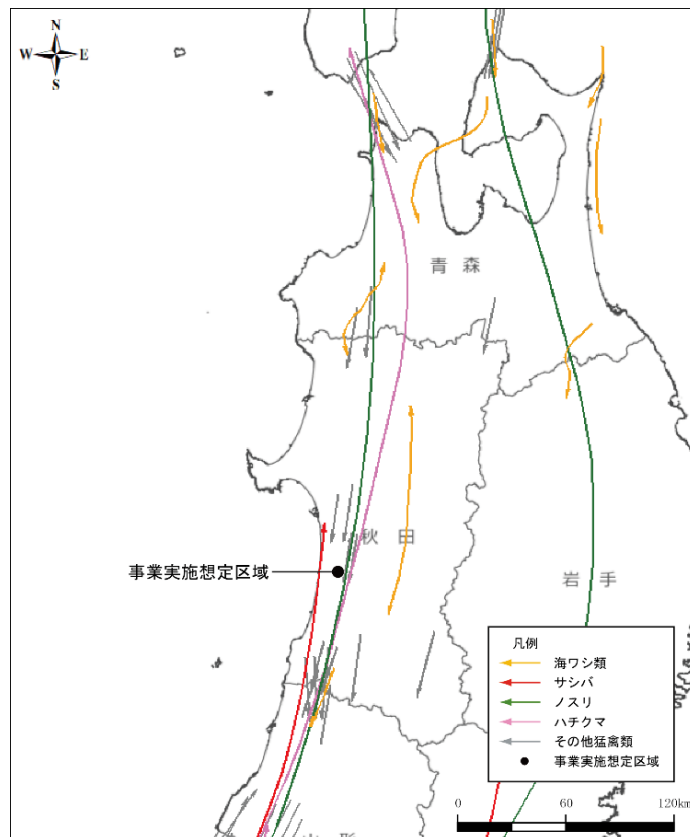 N
W E
S
青 森
秋 田
事業実施想定区域
岩 手
凡例
海ワシ類
サシバ
ノスリ
ハチクマ
その他猛禽類
事業実施想定区域
0 60 120km